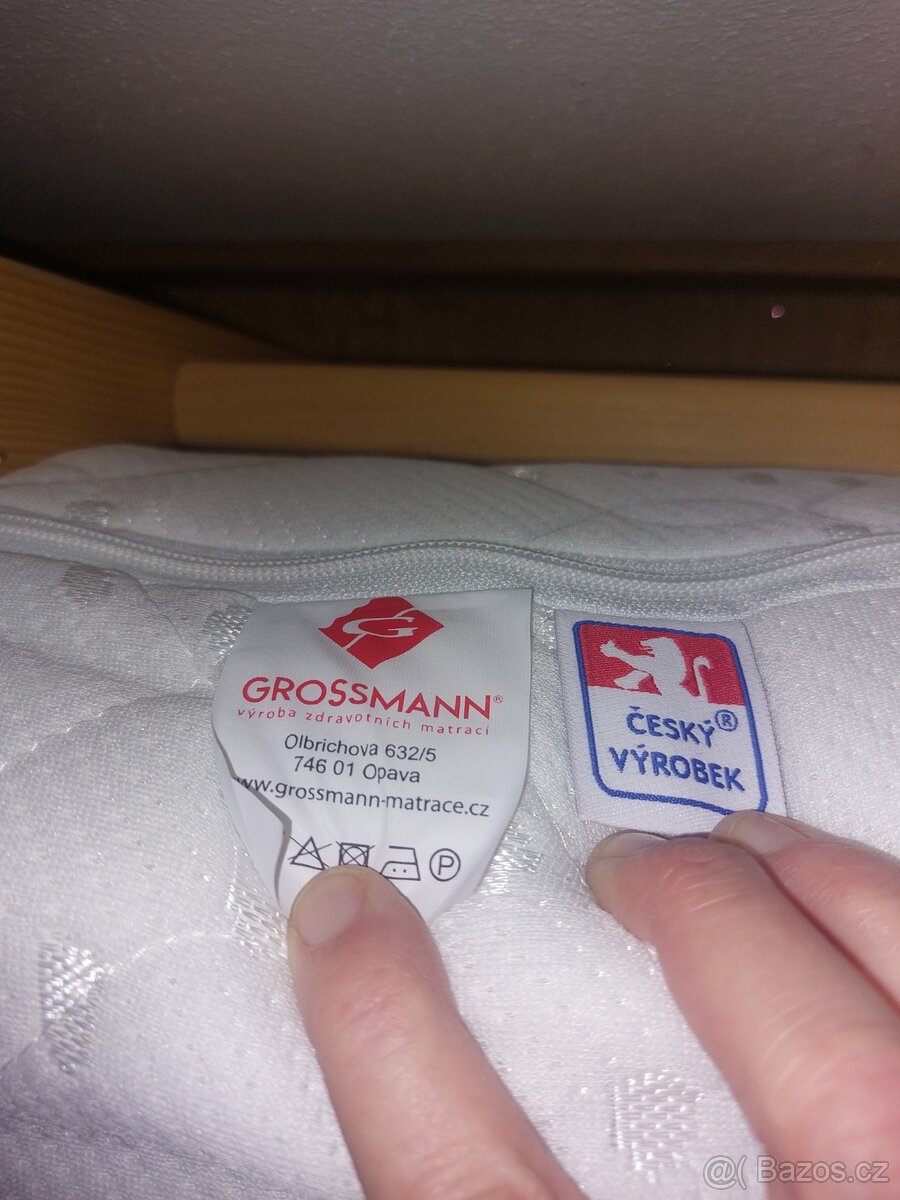 G
GROSSMANN®
výroba zdravotních matrací
Olbrichova 632/5
746 01 Opava
www.grossmann-matrace.cz
P
ČESKÝ®
VÝROBEK
@( Bazos.cz